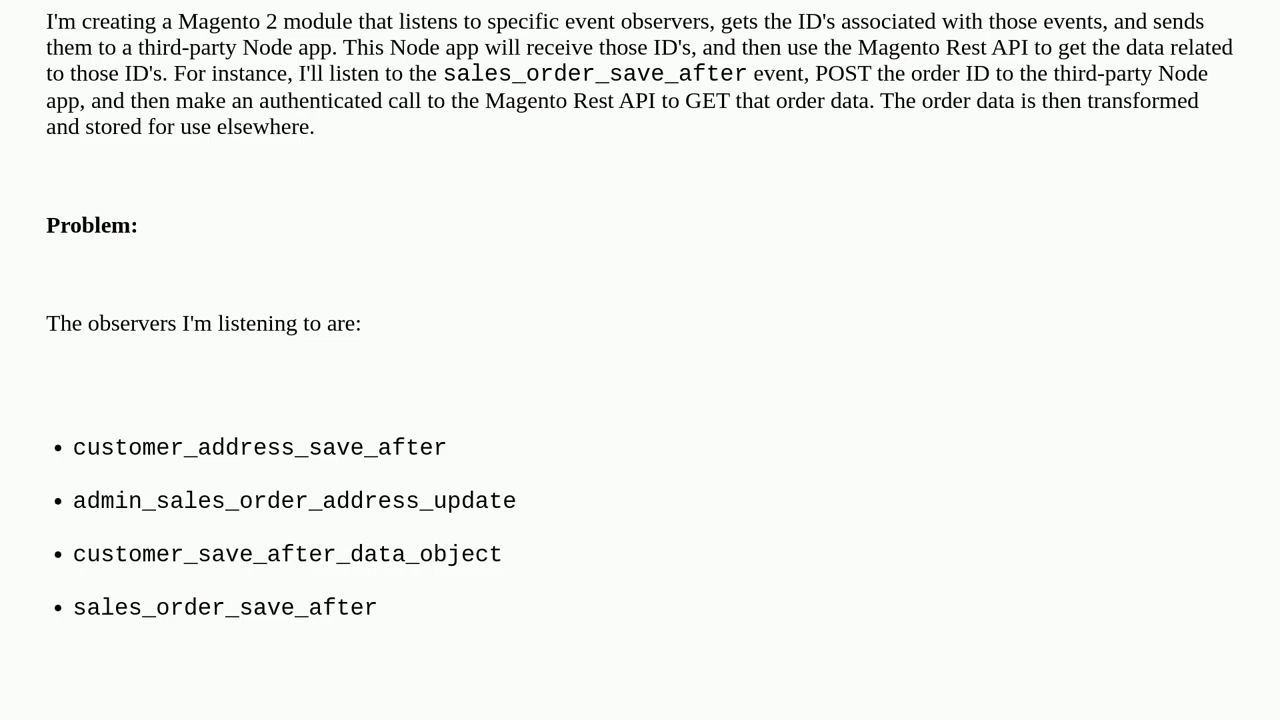 I'm creating a Magento 2 module that listens to specific event observers, gets the ID's associated with those events, and sends
them to a third-party Node app. This Node app will receive those ID's, and then use the Magento Rest API to get the data related
to those ID's. For instance, I'll listen to the sales_order_save_after event, POST the order ID to the third-party Node
app, and then make an authenticated call to the Magento Rest API to GET that order data. The order data is then transformed
and stored for use elsewhere.
Problem:
The observers I'm listening to are:
• customer_address_save_after
• admin_sales_order_address_update
• customer_save_after_data_object
• sales_order_save_after